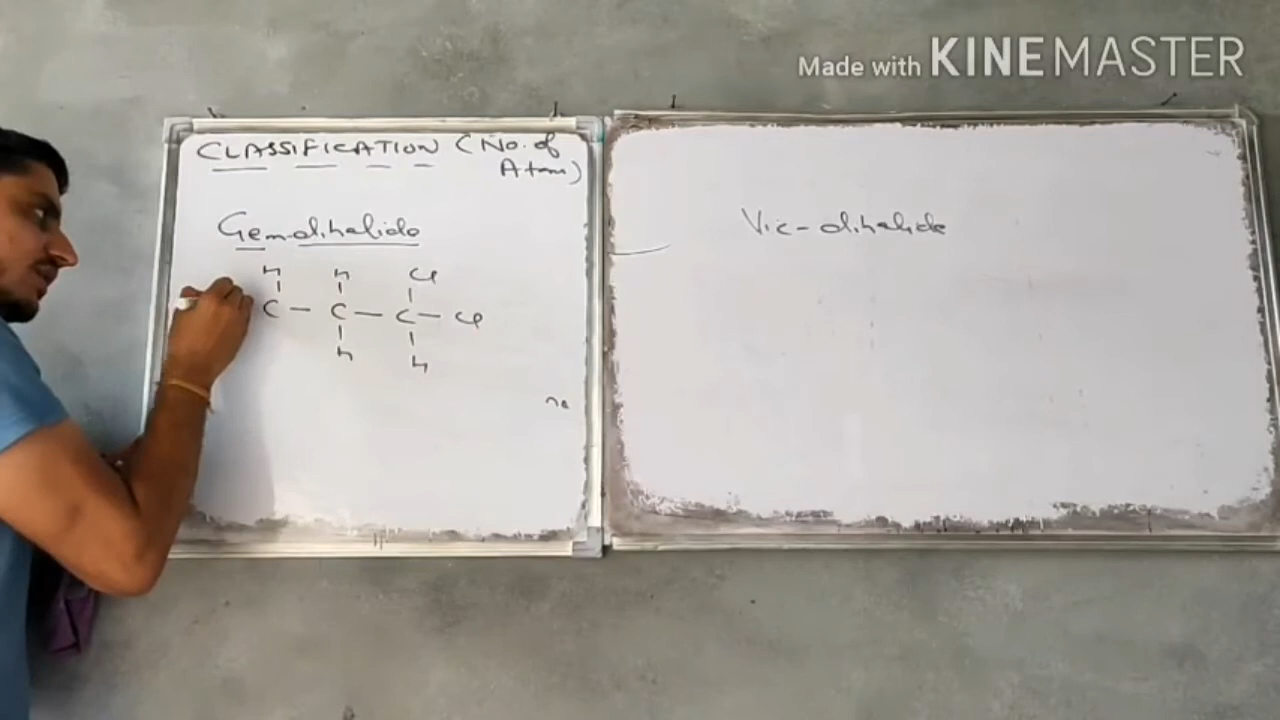 Made with KINEMASTER
CLASSIFICATION (No. of
Atom)
Gem-dihalide
H H Cl
C - C - C - Cl
H H
Vic-dihalide